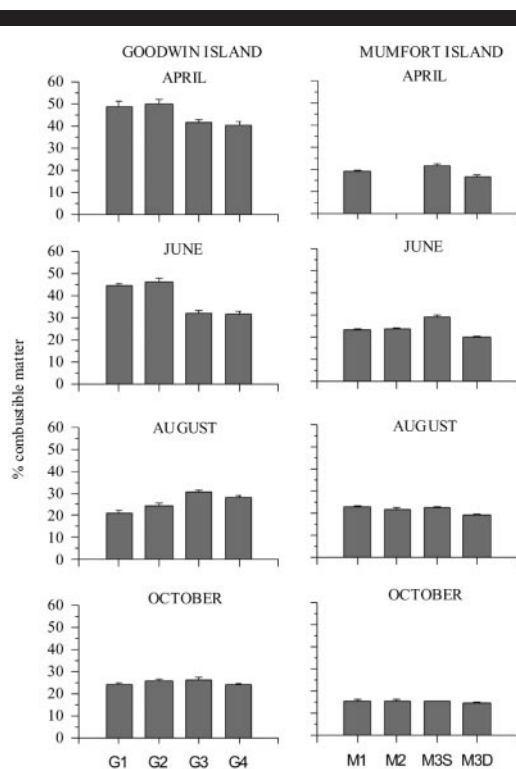 GOODWIN ISLAND
MUMFORT ISLAND
APRIL
APRIL
60
50
40
30
20
10
0
JUNE
JUNE
60
50
40
30
20
10
0
% combustible matter
AUGUST
AUGUST
60
50
40
30
20
10
0
OCTOBER
OCTOBER
60
50
40
30
20
10
0
G1 G2 G3 G4
M1 M2 M3S M3D